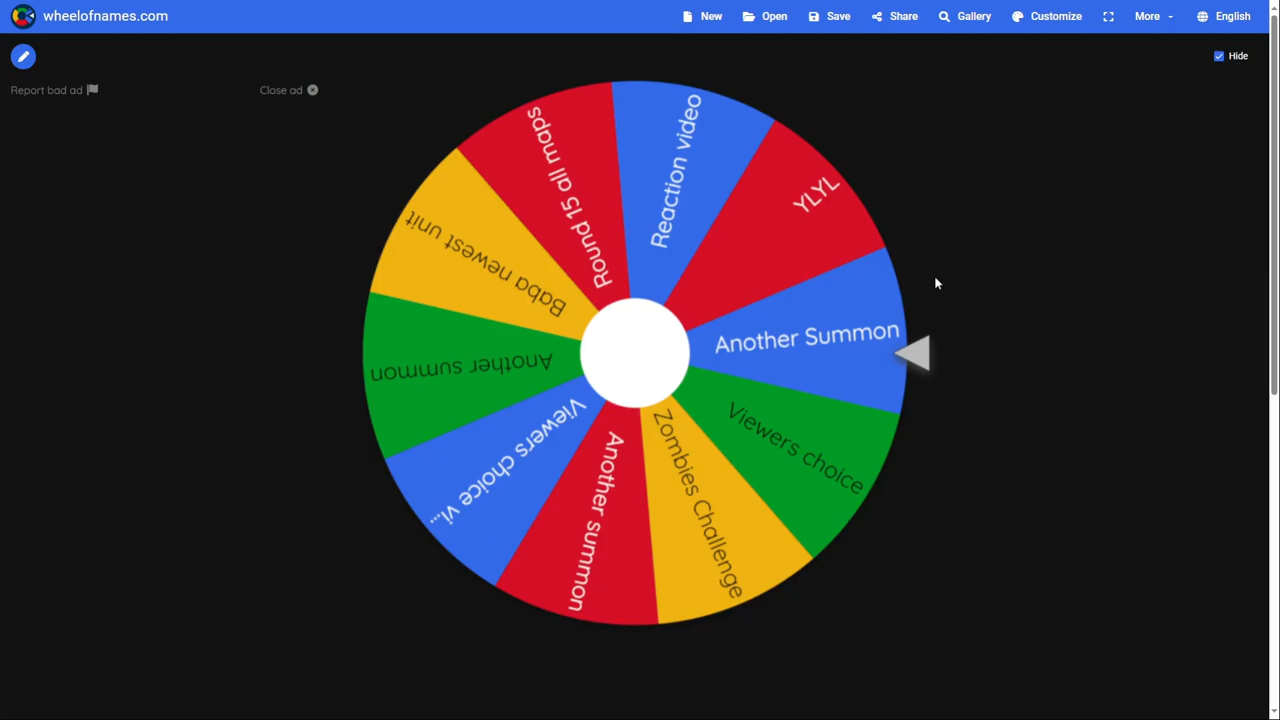 wheelofnames.com
New
Open
Save
Share
Gallery
Customize
More
English
Hide
Report bad ad
Close ad
Reaction video
YLYL
Another Summon
Viewers choice
Zombies Challenge
Another summon
Viewers choice vi...
Another summon
Baba newest unit
Round 15 all maps